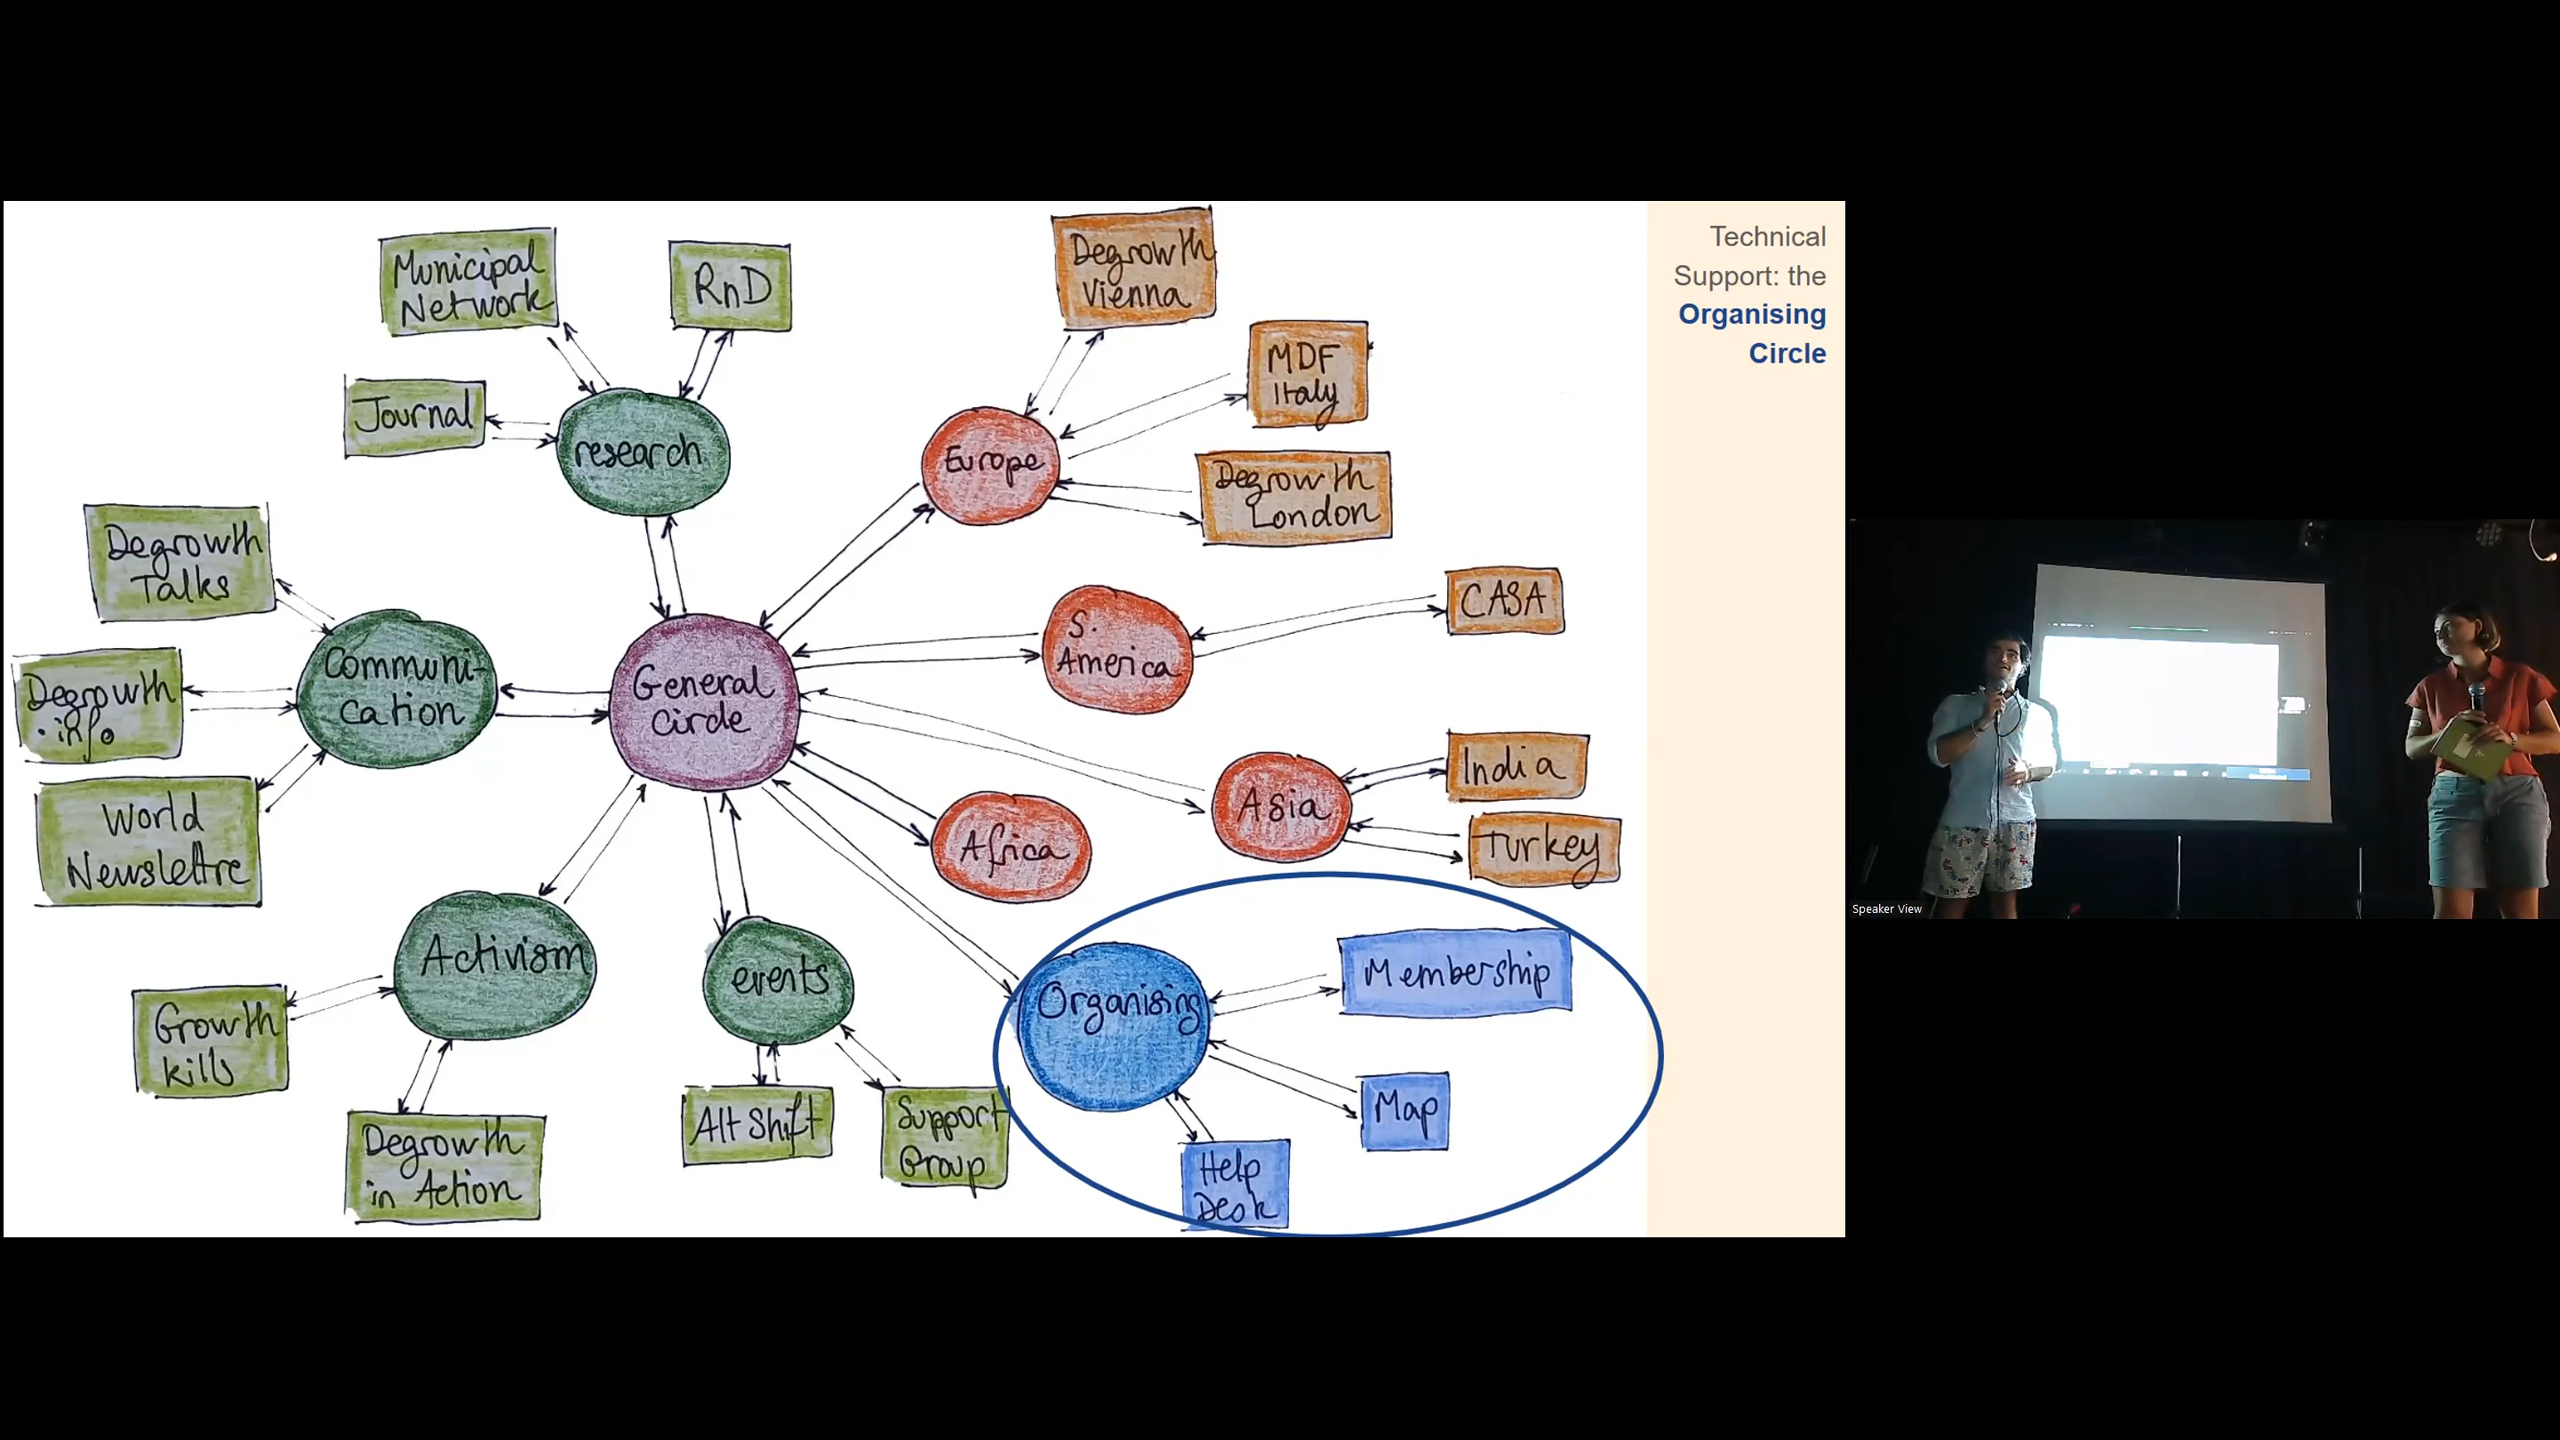 Municipal
Network
RnD
Journal
research
Degrowth
Vienna
MDF
Italy
Europe
Degrowth
London
Degrowth
Talks
Communi-
cation
Degrowth
.info
World
Newslettre
General
circle
S.
America
CASA
Asia
India
Turkey
Africa
Activism
Growth
kills
Degrowth
in Action
events
Alt Shift
Support
Group
Organising
Membership
Map
Help
Desk
Technical
Support: the
Organising
Circle
Speaker View